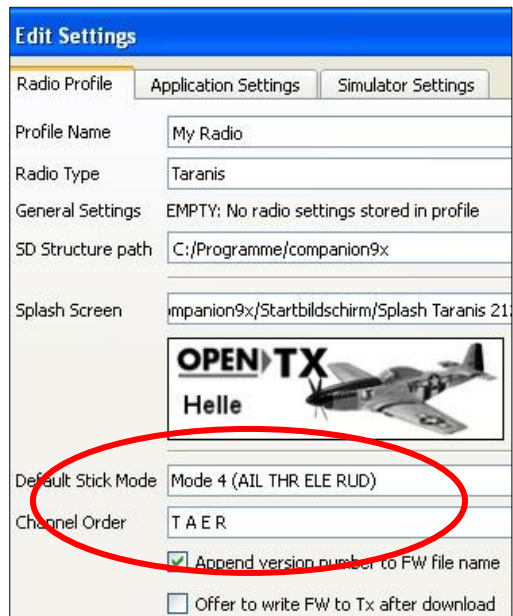 Edit Settings
Radio Profile Application Settings Simulator Settings
Profile Name My Radio
Radio Type Taranis
General Settings EMPTY: No radio settings stored in profile
SD Structure path C:/Programme/companion9x
Splash Screen ompanion9x/Startbildschirm/Splash Taranis 21
OPEN TX
Helle
Default Stick Mode Mode 4 (AIL THR ELE RUD)
Channel Order T A E R
Append version number to FW file name
Offer to write FW to Tx after download